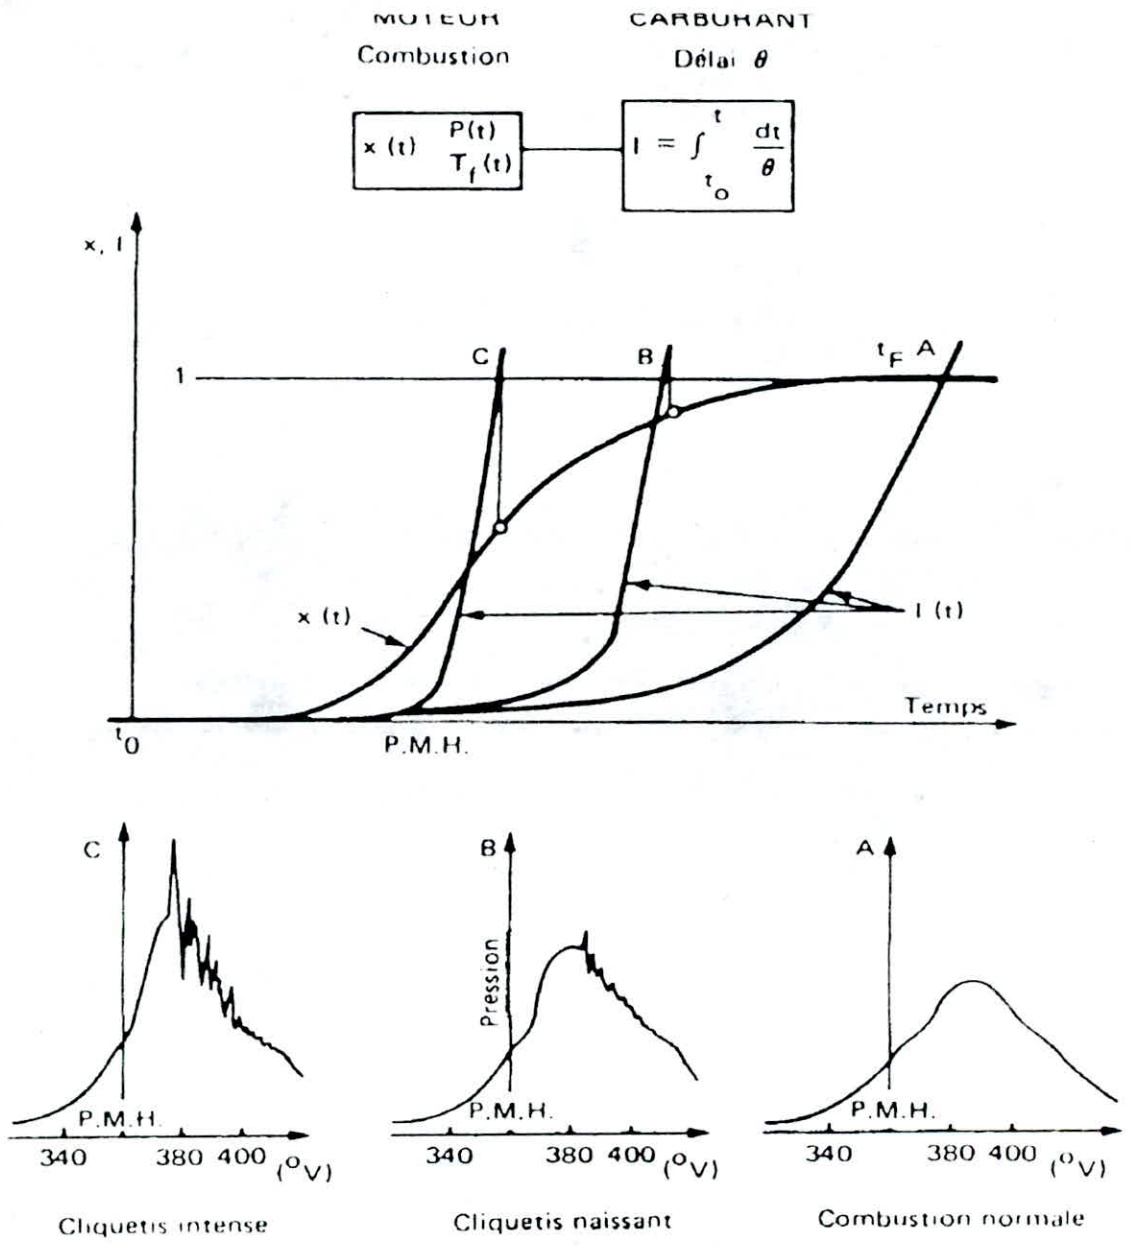 MOTEUR CARBURANT
Combustion Délai θ
x (t) P(t) I = ∫ t dt
T_f (t) t_o θ
x, I
C B t_F A
1
x (t) I (t)
Temps
t_0 P.M.H.
C B A
Pression
P.M.H. P.M.H. P.M.H.
340 380 400 (°V) 340 380 400 (°V) 340 380 400 (°V)
Cliquetis intense Cliquetis naissant Combustion normale